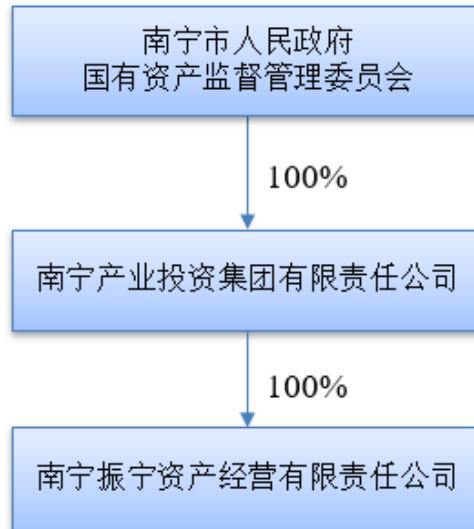 南宁市人民政府
国有资产监督管理委员会
100%
南宁产业投资集团有限责任公司
100%
南宁振宁资产经营有限责任公司